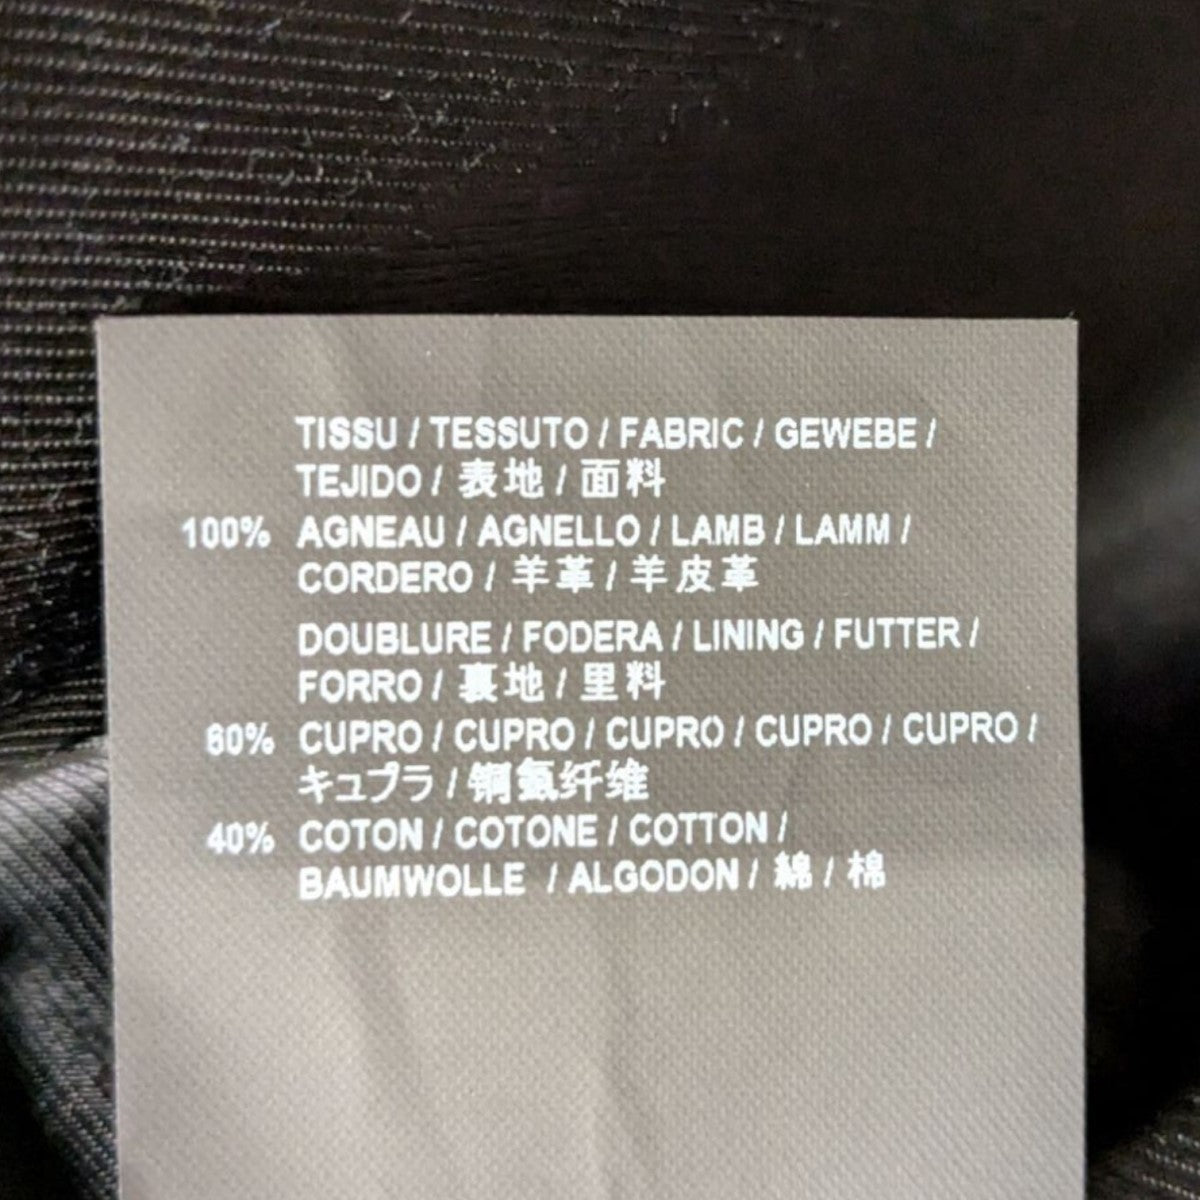 TISSU / TESSUTO / FABRIC / GEWEBE /
TEJIDO / 表地 / 面料
100% AGNEAU / AGNELLO / LAMB / LAMM /
CORDERO / 羊革 / 羊皮革
DOUBLURE / FODERA / LINING / FUTTER /
FORRO / 裏地 / 里料
60% CUPRO / CUPRO / CUPRO / CUPRO / CUPRO /
キュプラ / 铜氨纤维
40% COTON / COTONE / COTTON /
BAUMWOLLE / ALGODON / 綿 / 棉